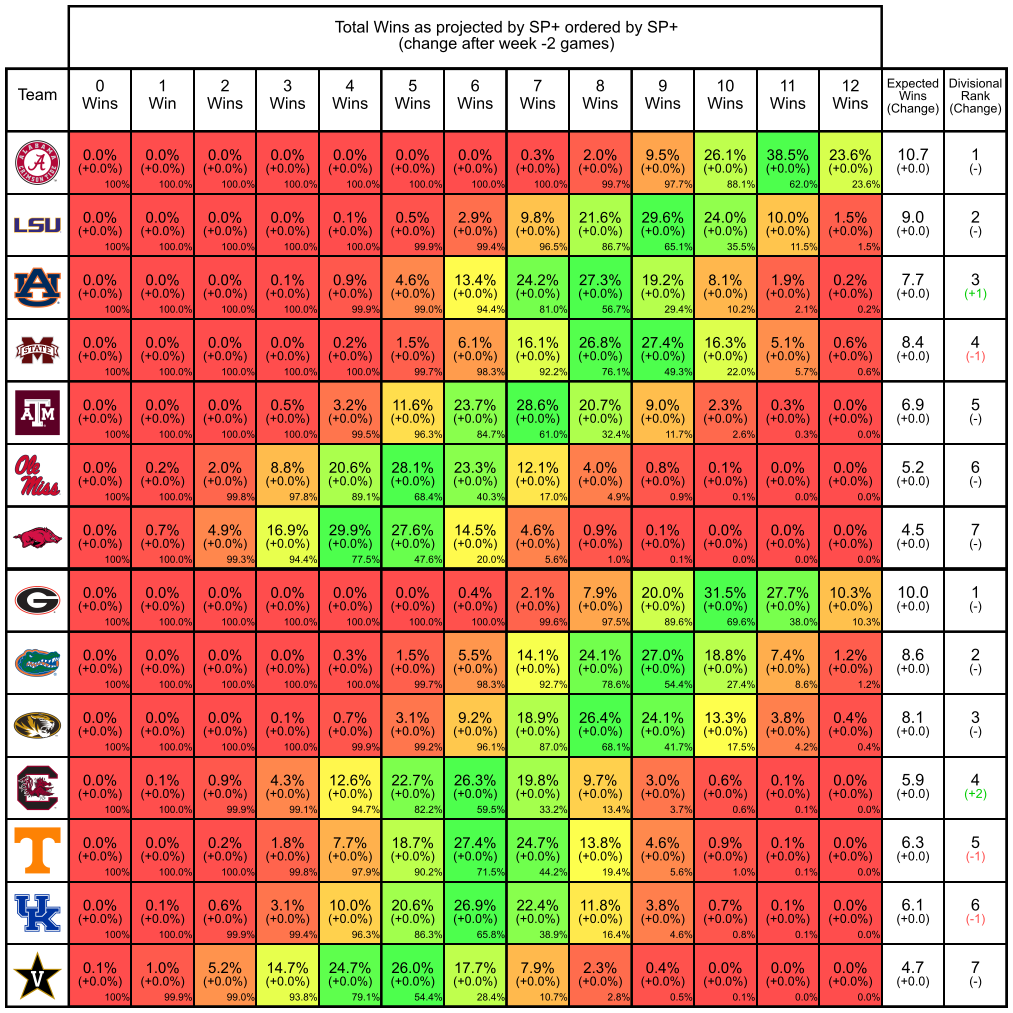 Total Wins as projected by SP+ ordered by SP+
(change after week -2 games)
Team 0 Wins 1 Win 2 Wins 3 Wins 4 Wins 5 Wins 6 Wins 7 Wins 8 Wins 9 Wins 10 Wins 11 Wins 12 Wins Expected Wins (Change) Divisional Rank (Change)
ALABAMA A CRIMSON TIDE
0.0% 0.0% 0.0% 0.0% 0.0% 0.0% 0.0% 0.3% 2.0% 9.5% 26.1% 38.5% 23.6% 10.7 1
(+0.0%) (+0.0%) (+0.0%) (+0.0%) (+0.0%) (+0.0%) (+0.0%) (+0.0%) (+0.0%) (+0.0%) (+0.0%) (+0.0%) (+0.0%) (+0.0) (-)
100% 100.0% 100.0% 100.0% 100.0% 100.0% 100.0% 100.0% 99.7% 97.7% 88.1% 62.0% 23.6%
LSU
0.0% 0.0% 0.0% 0.0% 0.1% 0.5% 2.9% 9.8% 21.6% 29.6% 24.0% 10.0% 1.5% 9.0 2
(+0.0%) (+0.0%) (+0.0%) (+0.0%) (+0.0%) (+0.0%) (+0.0%) (+0.0%) (+0.0%) (+0.0%) (+0.0%) (+0.0%) (+0.0%) (+0.0) (-)
100% 100.0% 100.0% 100.0% 100.0% 99.9% 99.4% 96.5% 86.7% 65.1% 35.5% 11.5% 1.5%
AU
0.0% 0.0% 0.0% 0.1% 0.9% 4.6% 13.4% 24.2% 27.3% 19.2% 8.1% 1.9% 0.2% 7.7 3
(+0.0%) (+0.0%) (+0.0%) (+0.0%) (+0.0%) (+0.0%) (+0.0%) (+0.0%) (+0.0%) (+0.0%) (+0.0%) (+0.0%) (+0.0%) (+0.0) (+1)
100% 100.0% 100.0% 100.0% 99.9% 99.0% 94.4% 81.0% 56.7% 29.4% 10.2% 2.1% 0.2%
M STATE
0.0% 0.0% 0.0% 0.0% 0.2% 1.5% 6.1% 16.1% 26.8% 27.4% 16.3% 5.1% 0.6% 8.4 4
(+0.0%) (+0.0%) (+0.0%) (+0.0%) (+0.0%) (+0.0%) (+0.0%) (+0.0%) (+0.0%) (+0.0%) (+0.0%) (+0.0%) (+0.0%) (+0.0) (-1)
100% 100.0% 100.0% 100.0% 100.0% 99.7% 98.3% 92.2% 76.1% 49.3% 22.0% 5.7% 0.6%
ATM
0.0% 0.0% 0.0% 0.5% 3.2% 11.6% 23.7% 28.6% 20.7% 9.0% 2.3% 0.3% 0.0% 6.9 5
(+0.0%) (+0.0%) (+0.0%) (+0.0%) (+0.0%) (+0.0%) (+0.0%) (+0.0%) (+0.0%) (+0.0%) (+0.0%) (+0.0%) (+0.0%) (+0.0) (-)
100% 100.0% 100.0% 100.0% 99.5% 96.3% 84.7% 61.0% 32.4% 11.7% 2.6% 0.3% 0.0%
Ole Miss
0.0% 0.2% 2.0% 8.8% 20.6% 28.1% 23.3% 12.1% 4.0% 0.8% 0.1% 0.0% 0.0% 5.2 6
(+0.0%) (+0.0%) (+0.0%) (+0.0%) (+0.0%) (+0.0%) (+0.0%) (+0.0%) (+0.0%) (+0.0%) (+0.0%) (+0.0%) (+0.0%) (+0.0) (-)
100% 100.0% 99.8% 97.8% 89.1% 68.4% 40.3% 17.0% 4.9% 0.9% 0.1% 0.0% 0.0%
0.0% 0.7% 4.9% 16.9% 29.9% 27.6% 14.5% 4.6% 0.9% 0.1% 0.0% 0.0% 0.0% 4.5 7
(+0.0%) (+0.0%) (+0.0%) (+0.0%) (+0.0%) (+0.0%) (+0.0%) (+0.0%) (+0.0%) (+0.0%) (+0.0%) (+0.0%) (+0.0%) (+0.0) (-)
100% 100.0% 99.3% 94.4% 77.5% 47.6% 20.0% 5.6% 1.0% 0.1% 0.0% 0.0% 0.0%
G
0.0% 0.0% 0.0% 0.0% 0.0% 0.0% 0.4% 2.1% 7.9% 20.0% 31.5% 27.7% 10.3% 10.0 1
(+0.0%) (+0.0%) (+0.0%) (+0.0%) (+0.0%) (+0.0%) (+0.0%) (+0.0%) (+0.0%) (+0.0%) (+0.0%) (+0.0%) (+0.0%) (+0.0) (-)
100% 100.0% 100.0% 100.0% 100.0% 100.0% 100.0% 99.6% 97.5% 89.6% 69.6% 38.0% 10.3%
0.0% 0.0% 0.0% 0.0% 0.3% 1.5% 5.5% 14.1% 24.1% 27.0% 18.8% 7.4% 1.2% 8.6 2
(+0.0%) (+0.0%) (+0.0%) (+0.0%) (+0.0%) (+0.0%) (+0.0%) (+0.0%) (+0.0%) (+0.0%) (+0.0%) (+0.0%) (+0.0%) (+0.0) (-)
100% 100.0% 100.0% 100.0% 100.0% 99.7% 98.3% 92.7% 78.6% 54.4% 27.4% 8.6% 1.2%
0.0% 0.0% 0.0% 0.1% 0.7% 3.1% 9.2% 18.9% 26.4% 24.1% 13.3% 3.8% 0.4% 8.1 3
(+0.0%) (+0.0%) (+0.0%) (+0.0%) (+0.0%) (+0.0%) (+0.0%) (+0.0%) (+0.0%) (+0.0%) (+0.0%) (+0.0%) (+0.0%) (+0.0) (-)
100% 100.0% 100.0% 100.0% 99.9% 99.2% 96.1% 87.0% 68.1% 41.7% 17.5% 4.2% 0.4%
C
0.0% 0.1% 0.9% 4.3% 12.6% 22.7% 26.3% 19.8% 9.7% 3.0% 0.6% 0.1% 0.0% 5.9 4
(+0.0%) (+0.0%) (+0.0%) (+0.0%) (+0.0%) (+0.0%) (+0.0%) (+0.0%) (+0.0%) (+0.0%) (+0.0%) (+0.0%) (+0.0%) (+0.0) (+2)
100% 100.0% 99.9% 99.1% 94.7% 82.2% 59.5% 33.2% 13.4% 3.7% 0.6% 0.1% 0.0%
T
0.0% 0.0% 0.2% 1.8% 7.7% 18.7% 27.4% 24.7% 13.8% 4.6% 0.9% 0.1% 0.0% 6.3 5
(+0.0%) (+0.0%) (+0.0%) (+0.0%) (+0.0%) (+0.0%) (+0.0%) (+0.0%) (+0.0%) (+0.0%) (+0.0%) (+0.0%) (+0.0%) (+0.0) (-1)
100% 100.0% 100.0% 99.8% 97.9% 90.2% 71.5% 44.2% 19.4% 5.6% 1.0% 0.1% 0.0%
UK
0.0% 0.1% 0.6% 3.1% 10.0% 20.6% 26.9% 22.4% 11.8% 3.8% 0.7% 0.1% 0.0% 6.1 6
(+0.0%) (+0.0%) (+0.0%) (+0.0%) (+0.0%) (+0.0%) (+0.0%) (+0.0%) (+0.0%) (+0.0%) (+0.0%) (+0.0%) (+0.0%) (+0.0) (-1)
100% 100.0% 99.9% 99.4% 96.3% 86.3% 65.8% 38.9% 16.4% 4.6% 0.8% 0.1% 0.0%
V
0.1% 1.0% 5.2% 14.7% 24.7% 26.0% 17.7% 7.9% 2.3% 0.4% 0.0% 0.0% 0.0% 4.7 7
(+0.0%) (+0.0%) (+0.0%) (+0.0%) (+0.0%) (+0.0%) (+0.0%) (+0.0%) (+0.0%) (+0.0%) (+0.0%) (+0.0%) (+0.0%) (+0.0) (-)
100% 99.9% 99.0% 93.8% 79.1% 54.4% 28.4% 10.7% 2.8% 0.5% 0.1% 0.0% 0.0%